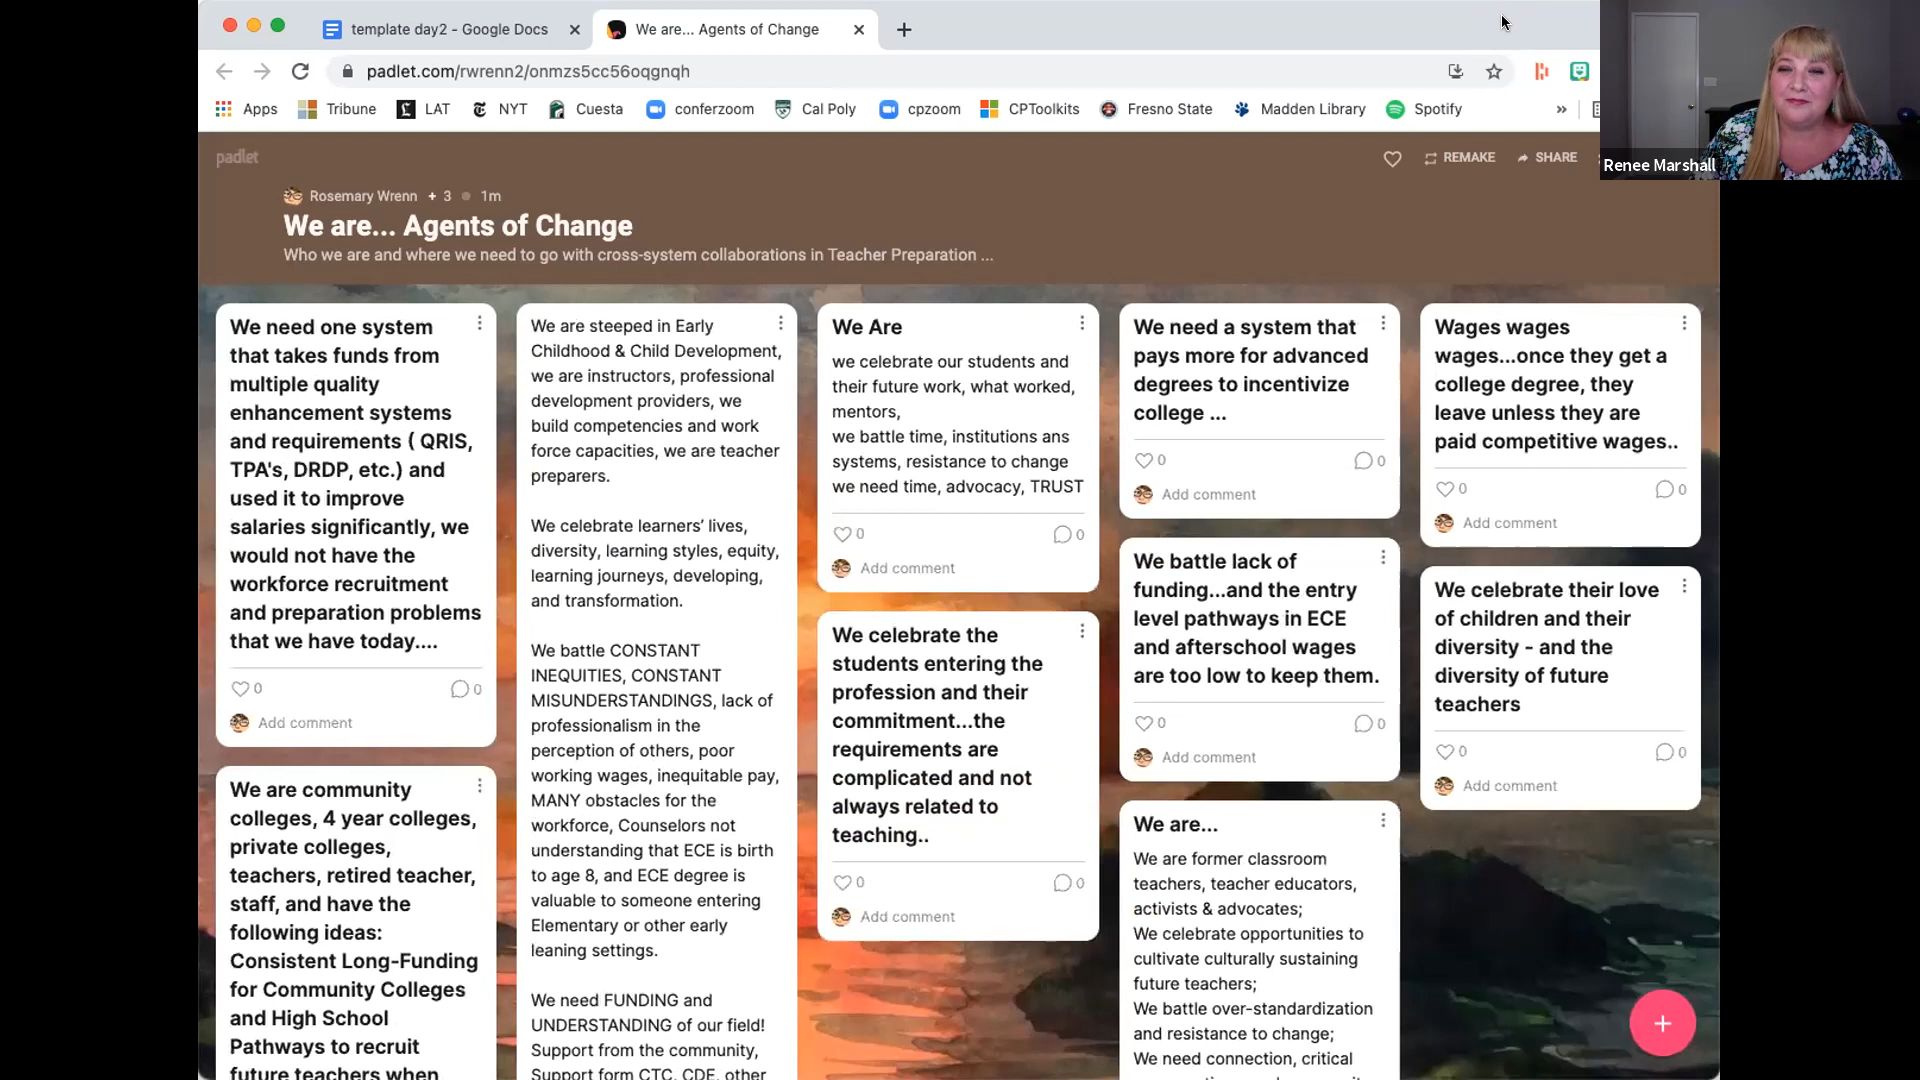 template day2 - Google Docs
We are... Agents of Change
padlet.com/rwrenn2/onmzs5cc56oqgnqh
Apps
Tribune
LAT
NYT
Cuesta
conferzoom
Cal Poly
cpzoom
CPToolkits
Fresno State
Madden Library
Spotify
»
Renee Marshall
padlet
REMAKE
SHARE
Rosemary Wrenn + 3 1m
We are... Agents of Change
Who we are and where we need to go with cross-system collaborations in Teacher Preparation ...
We need one system
that takes funds from
multiple quality
enhancement systems
and requirements ( QRIS,
TPA's, DRDP, etc.) and
used it to improve
salaries significantly, we
would not have the
workforce recruitment
and preparation problems
that we have today....
0
0
Add comment
We are community
colleges, 4 year colleges,
private colleges,
teachers, retired teacher,
staff, and have the
following ideas:
Consistent Long-Funding
for Community Colleges
and High School
Pathways to recruit
future teachers when
We are steeped in Early
Childhood & Child Development,
we are instructors, professional
development providers, we
build competencies and work
force capacities, we are teacher
preparers.
We celebrate learners’ lives,
diversity, learning styles, equity,
learning journeys, developing,
and transformation.
We battle CONSTANT
INEQUITIES, CONSTANT
MISUNDERSTANDINGS, lack of
professionalism in the
perception of others, poor
working wages, inequitable pay,
MANY obstacles for the
workforce, Counselors not
understanding that ECE is birth
to age 8, and ECE degree is
valuable to someone entering
Elementary or other early
leaning settings.
We need FUNDING and
UNDERSTANDING of our field!
Support from the community,
Support form CTC, CDE, other
We Are
we celebrate our students and
their future work, what worked,
mentors,
we battle time, institutions ans
systems, resistance to change
we need time, advocacy, TRUST
0
0
Add comment
We celebrate the
students entering the
profession and their
commitment...the
requirements are
complicated and not
always related to
teaching..
0
0
Add comment
We need a system that
pays more for advanced
degrees to incentivize
college ...
0
0
Add comment
We battle lack of
funding...and the entry
level pathways in ECE
and afterschool wages
are too low to keep them.
0
0
Add comment
We are...
We are former classroom
teachers, teacher educators,
activists & advocates;
We celebrate opportunities to
cultivate culturally sustaining
future teachers;
We battle over-standardization
and resistance to change;
We need connection, critical
Wages wages
wages...once they get a
college degree, they
leave unless they are
paid competitive wages..
0
0
Add comment
We celebrate their love
of children and their
diversity - and the
diversity of future
teachers
0
0
Add comment